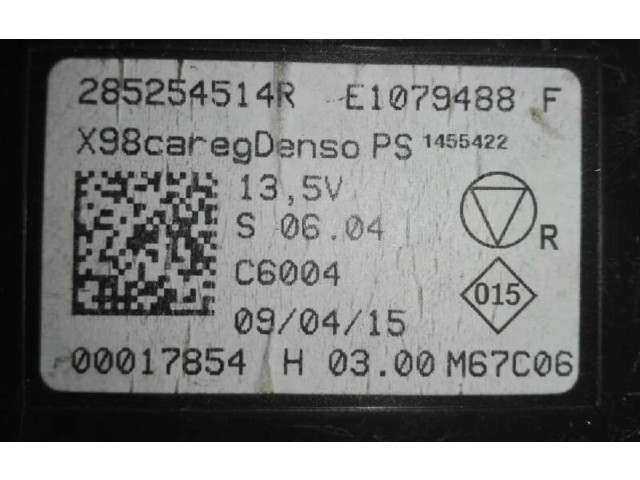 285254514R E1079488 F
X98caregDenso PS 1455422
13,5V
S 06.04
R
C6004
015
09/04/15
00017854 H 03.00 M67C06